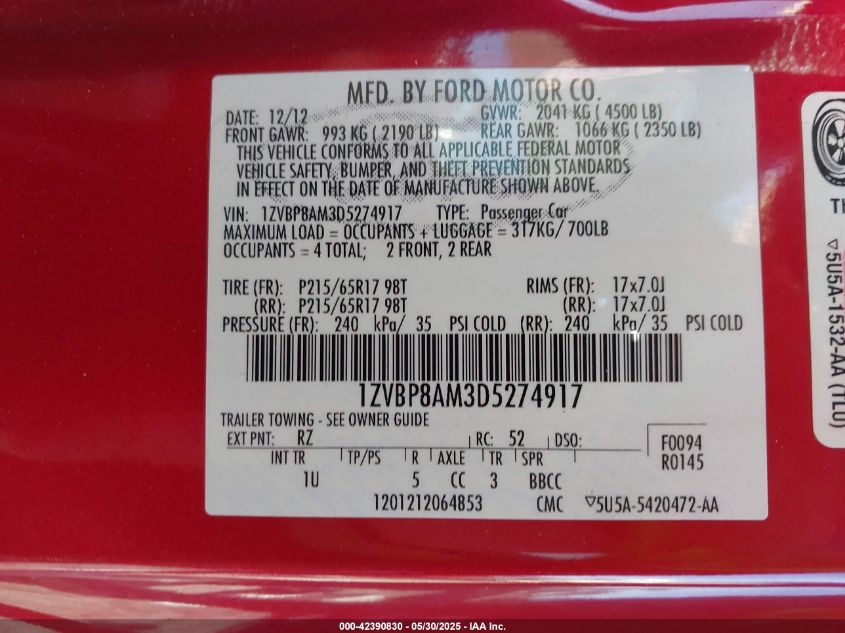 MFD. BY FORD MOTOR CO.
DATE: 12/12 GVWR: 2041 KG ( 4500 LB)
FRONT GAWR: 993 KG ( 2190 LB) REAR GAWR: 1066 KG ( 2350 LB)
THIS VEHICLE CONFORMS TO ALL APPLICABLE FEDERAL MOTOR
VEHICLE SAFETY, BUMPER, AND THEFT PREVENTION STANDARDS
IN EFFECT ON THE DATE OF MANUFACTURE SHOWN ABOVE.
VIN: 1ZVBP8AM3D5274917 TYPE: Passenger Car
MAXIMUM LOAD = OCCUPANTS + LUGGAGE = 317KG/ 700LB
OCCUPANTS = 4 TOTAL; 2 FRONT, 2 REAR
TIRE (FR): P215/65R17 98T RIMS (FR): 17x7.0J
(RR): P215/65R17 98T (RR): 17x7.0J
PRESSURE (FR): 240 kPa/ 35 PSI COLD (RR): 240 kPa/ 35 PSI COLD
1ZVBP8AM3D5274917
TRAILER TOWING - SEE OWNER GUIDE
EXT PNT: RZ RC: 52 DSO: F0094
INT TR TP/PS R AXLE TR SPR R0145
1U 5 CC 3 BBCC
1201212064853 CMC ▽5U5A-5420472-AA
▽5U5A-1532-AA (TLU)
000-42390830 - 05/30/2025 - IAA Inc.